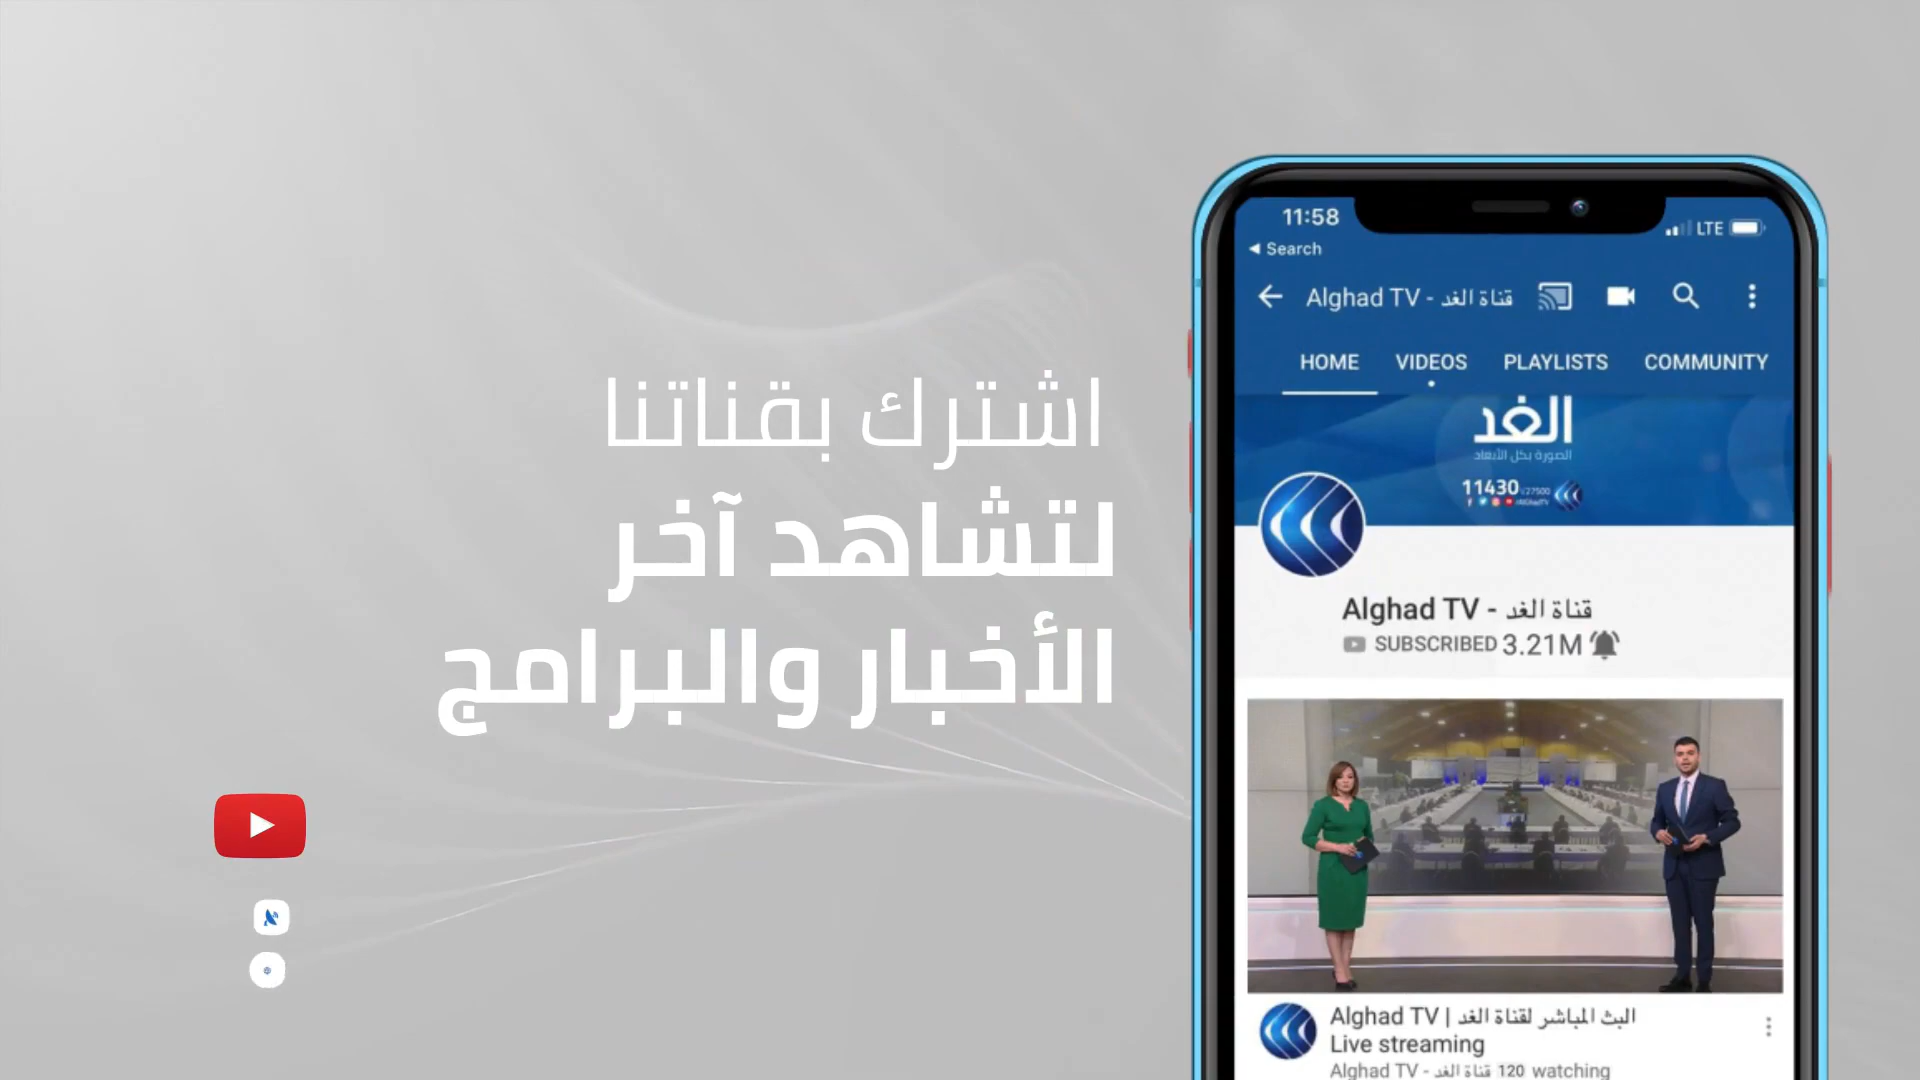 اشترك بقناتنا
لتشاهد آخر
الأخبار والبرامج
11:58
LTE
Search
Alghad TV - قناة الغد
HOME VIDEOS PLAYLISTS COMMUNITY
الغد
الصورة بكل الأبعاد
11430 V/27500
Alghad TV - قناة الغد
SUBSCRIBED 3.21M
Alghad TV | البث المباشر لقناة الغد
Live streaming
Alghad TV - قناة الغد 120 watching